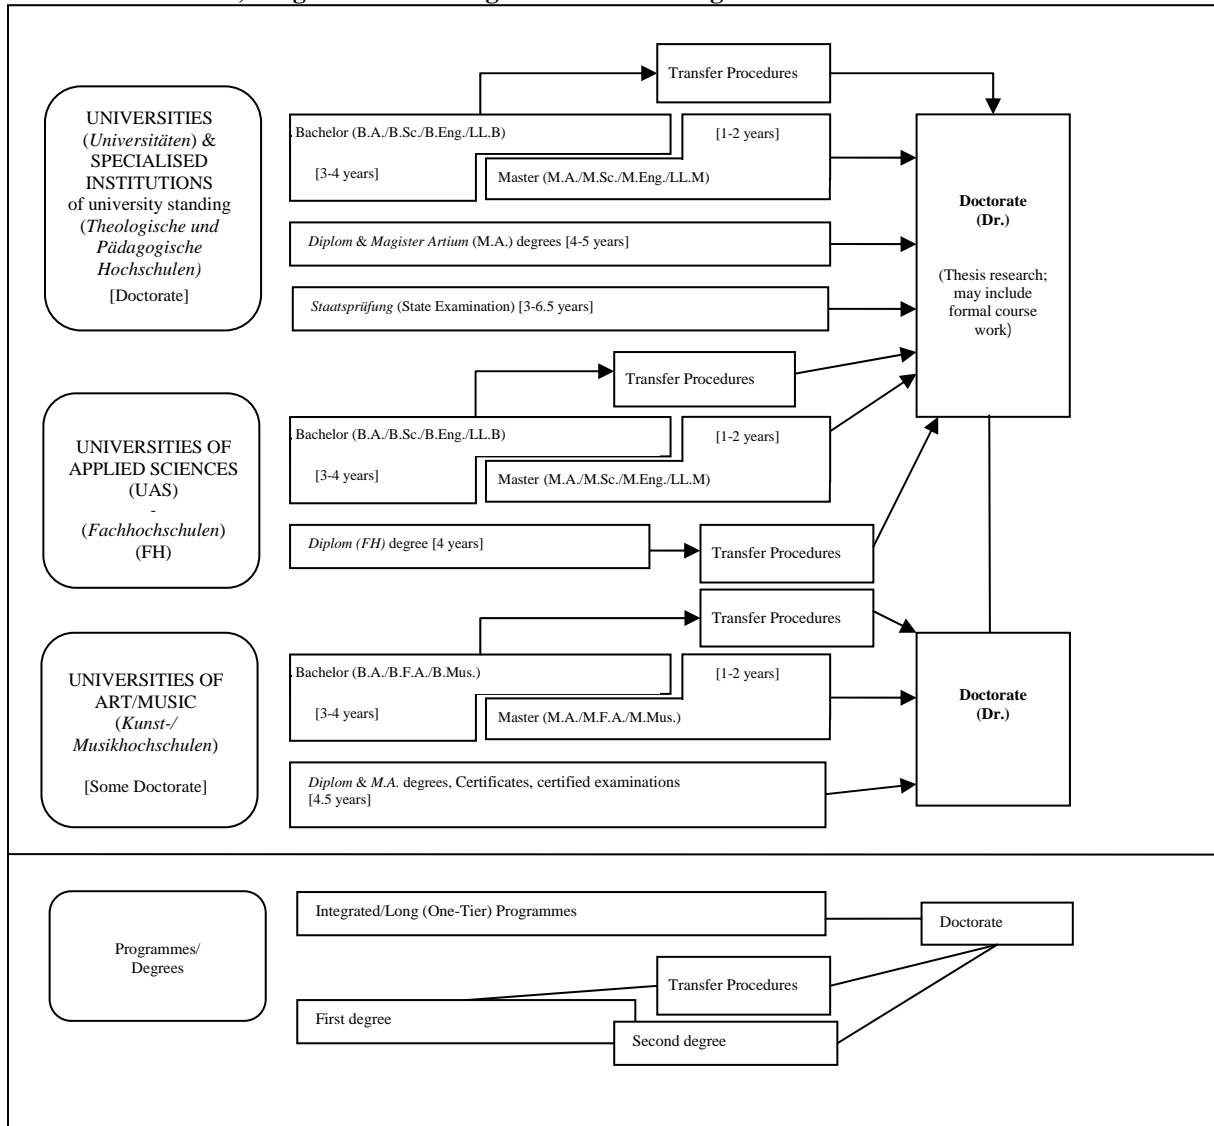 Transfer Procedures
UNIVERSITIES
(Universitäten) &
SPECIALISED
INSTITUTIONS
of university standing
(Theologische und
Pädagogische
Hochschulen)
[Doctorate]
Bachelor (B.A./B.Sc./B.Eng./LL.B)
[3-4 years]
[1-2 years]
Master (M.A./M.Sc./M.Eng./LL.M)
Diplom & Magister Artium (M.A.) degrees [4-5 years]
Staatsprüfung (State Examination) [3-6.5 years]
Doctorate
(Dr.)
(Thesis research;
may include
formal course
work)
Transfer Procedures
UNIVERSITIES OF
APPLIED SCIENCES
(UAS)
-
(Fachhochschulen)
(FH)
Bachelor (B.A./B.Sc./B.Eng./LL.B)
[3-4 years]
[1-2 years]
Master (M.A./M.Sc./M.Eng./LL.M)
Diplom (FH) degree [4 years]
Transfer Procedures
Transfer Procedures
UNIVERSITIES OF
ART/MUSIC
(Kunst-/
Musikhochschulen)
[Some Doctorate]
Bachelor (B.A./B.F.A./B.Mus.)
[3-4 years]
[1-2 years]
Master (M.A./M.F.A./M.Mus.)
Diplom & M.A. degrees, Certificates, certified examinations
[4.5 years]
Doctorate
(Dr.)
Programmes/
Degrees
Integrated/Long (One-Tier) Programmes
Doctorate
Transfer Procedures
First degree
Second degree